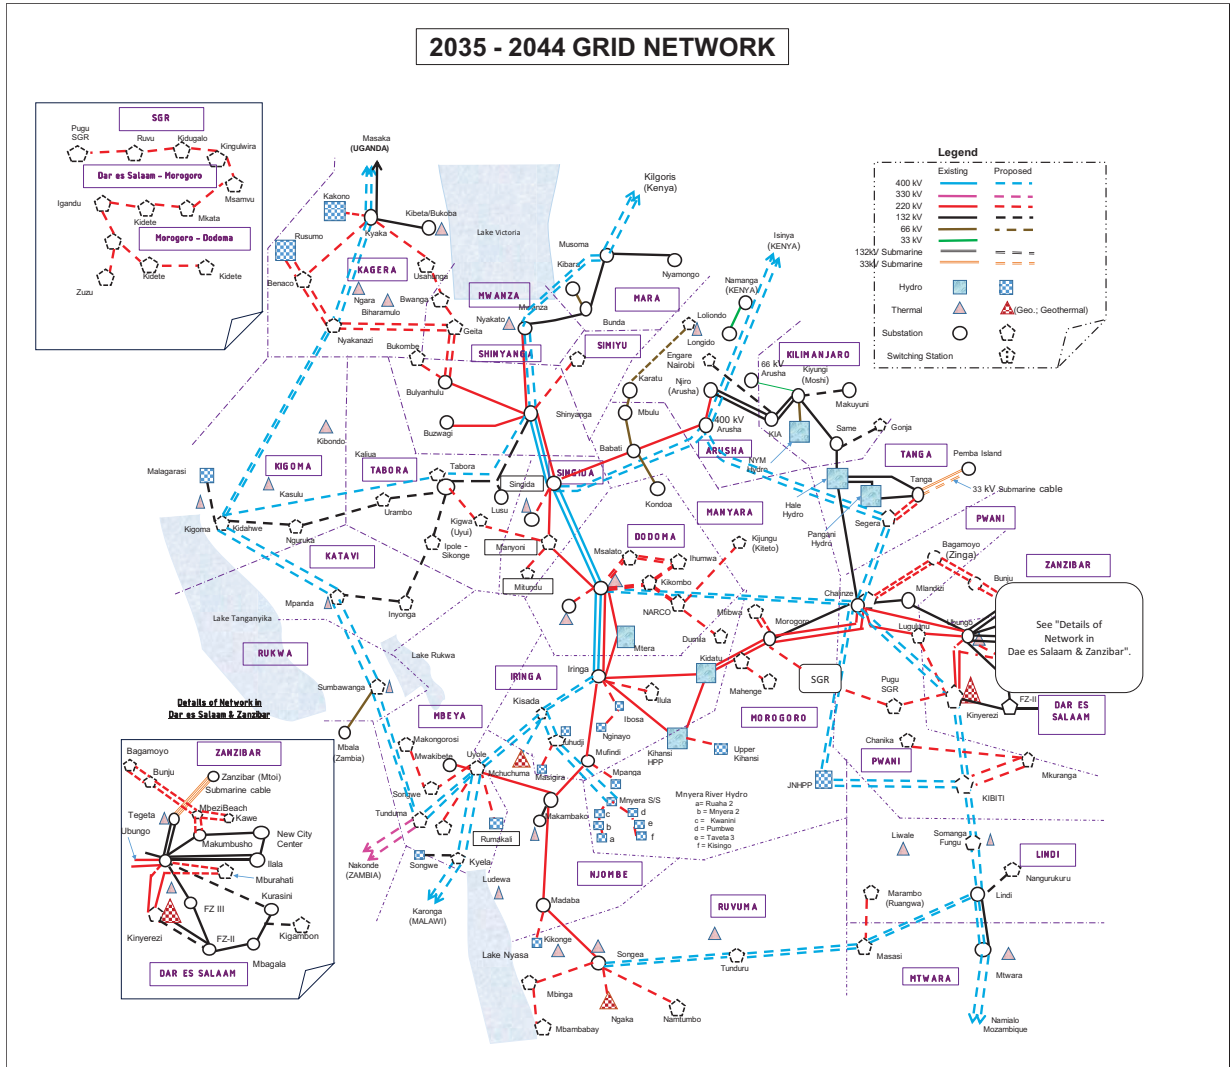 2035 - 2044 GRID NETWORK
SGR
Pugu
SGR
Ruvu
Kidugalo
Kingulwira
Dar es Salaam - Morogoro
Msamvu
Igandu
Kidete
Mkata
Morogoro - Dodoma
Zuzu
Kidete
Kidete
Legend
Existing
Proposed
400 kV
330 kV
220 kV
132 kV
66 kV
33 kV
132kV Submarine
33kV Submarine
Hydro
Thermal
(Geo.; Geothermal)
Substation
Switching Station
Masaka
(UGANDA)
Kakono
Kibeta/Bukoba
Kyaka
Rusumo
Lake Victoria
Kilgoris
(Kenya)
Musoma
Kibara
Nyamongo
Isinya
(KENYA)
Namanga
(KENYA)
KAGERA
Usahunga
Benaco
Ngara
Biharamulo
Bwanga
MWANZA
Mwanza
MARA
Bunda
Nyakato
Nyakanazi
Geita
Loliondo
Longido
Bukombe
SHINYANGA
SIMIYU
Engare
Nairobi
KILIMANJARO
66 kV
Arusha
Kiyungi
(Moshi)
Bulyanhulu
Karatu
Njiro
(Arusha)
Makuyuni
Buzwagi
Shinyanga
Mbulu
400 kV
Arusha
KIA
Same
Gonja
Kibondo
Kaliua
Babati
ARUSHA
NYM
Hydro
TANGA
Pemba Island
Malagarasi
KIGOMA
TABORA
Tabora
Singida
SINGIDA
Tanga
33 kV Submarine cable
Kasulu
Urambo
Lusu
Kondoa
Hale
Hydro
Segera
PWANI
Kigoma
Kidahwe
Nguruka
Kigwa
(Uyui)
MANYARA
Pangani
Hydro
KATAVI
Ipole -
Sikonge
Manyoni
DODOMA
Kijungu
(Kiteto)
Bagamoyo
(Zinga)
Msalato
Ihumwa
ZANZIBAR
Mitundu
Kikombo
Bunju
Mpanda
Inyonga
NARCO
Mtibwa
Chalinze
Mlandizi
Lake Tanganyika
Dumila
Morogoro
Lugulunu
Ubungo
See "Details of
Network in
Dae es Salaam & Zanzibar".
Mtera
RUKWA
Lake Rukwa
Iringa
Kidatu
SGR
Pugu
SGR
Sumbawanga
IRINGA
Ilula
Mahenge
Kinyerezi
FZ-II
DAR ES
SALAAM
Kisada
Ibosa
MBEYA
MOROGORO
Nginayo
Mbala
(Zambia)
Makongorosi
Mwakibete
Uyole
Mufindi
Kihansi
HPP
Upper
Kihansi
Chanika
PWANI
Mkuranga
Mchuchuma
Masigira
Mpanga
JNHPP
KIBITI
Songwe
Tunduma
Mnyera S/S
Mnyera River Hydro
a= Ruaha 2
b = Mnyera 2
c = Kwanini
d = Pumbwe
e = Taveta 3
f = Kisingo
c
d
b
e
a
f
Makambako
Rumakali
Nakonde
(ZAMBIA)
Songwe
Kyela
Liwale
Somanga
Fungu
LINDI
Nangurukuru
NJOMBE
Ludewa
Karonga
(MALAWI)
Madaba
RUVUMA
Marambo
(Ruangwa)
Lindi
Kikonge
Lake Nyasa
Songea
Tunduru
Masasi
Mtwara
MTWARA
Mbinga
Ngaka
Namtumbo
Mbambabay
Namialo
Mozambique
Details of Network in
Dar es Salaam & Zanzibar
ZANZIBAR
Bagamoyo
Bunju
Zanzibar (Mtoi)
Submarine cable
MbeziBeach
Tegeta
Kawe
Ubungo
Makumbusho
New City
Center
Ilala
Mburahati
Kurasini
FZ III
Kinyerezi
FZ-II
Kigambon
Mbagala
DAR ES SALAAM